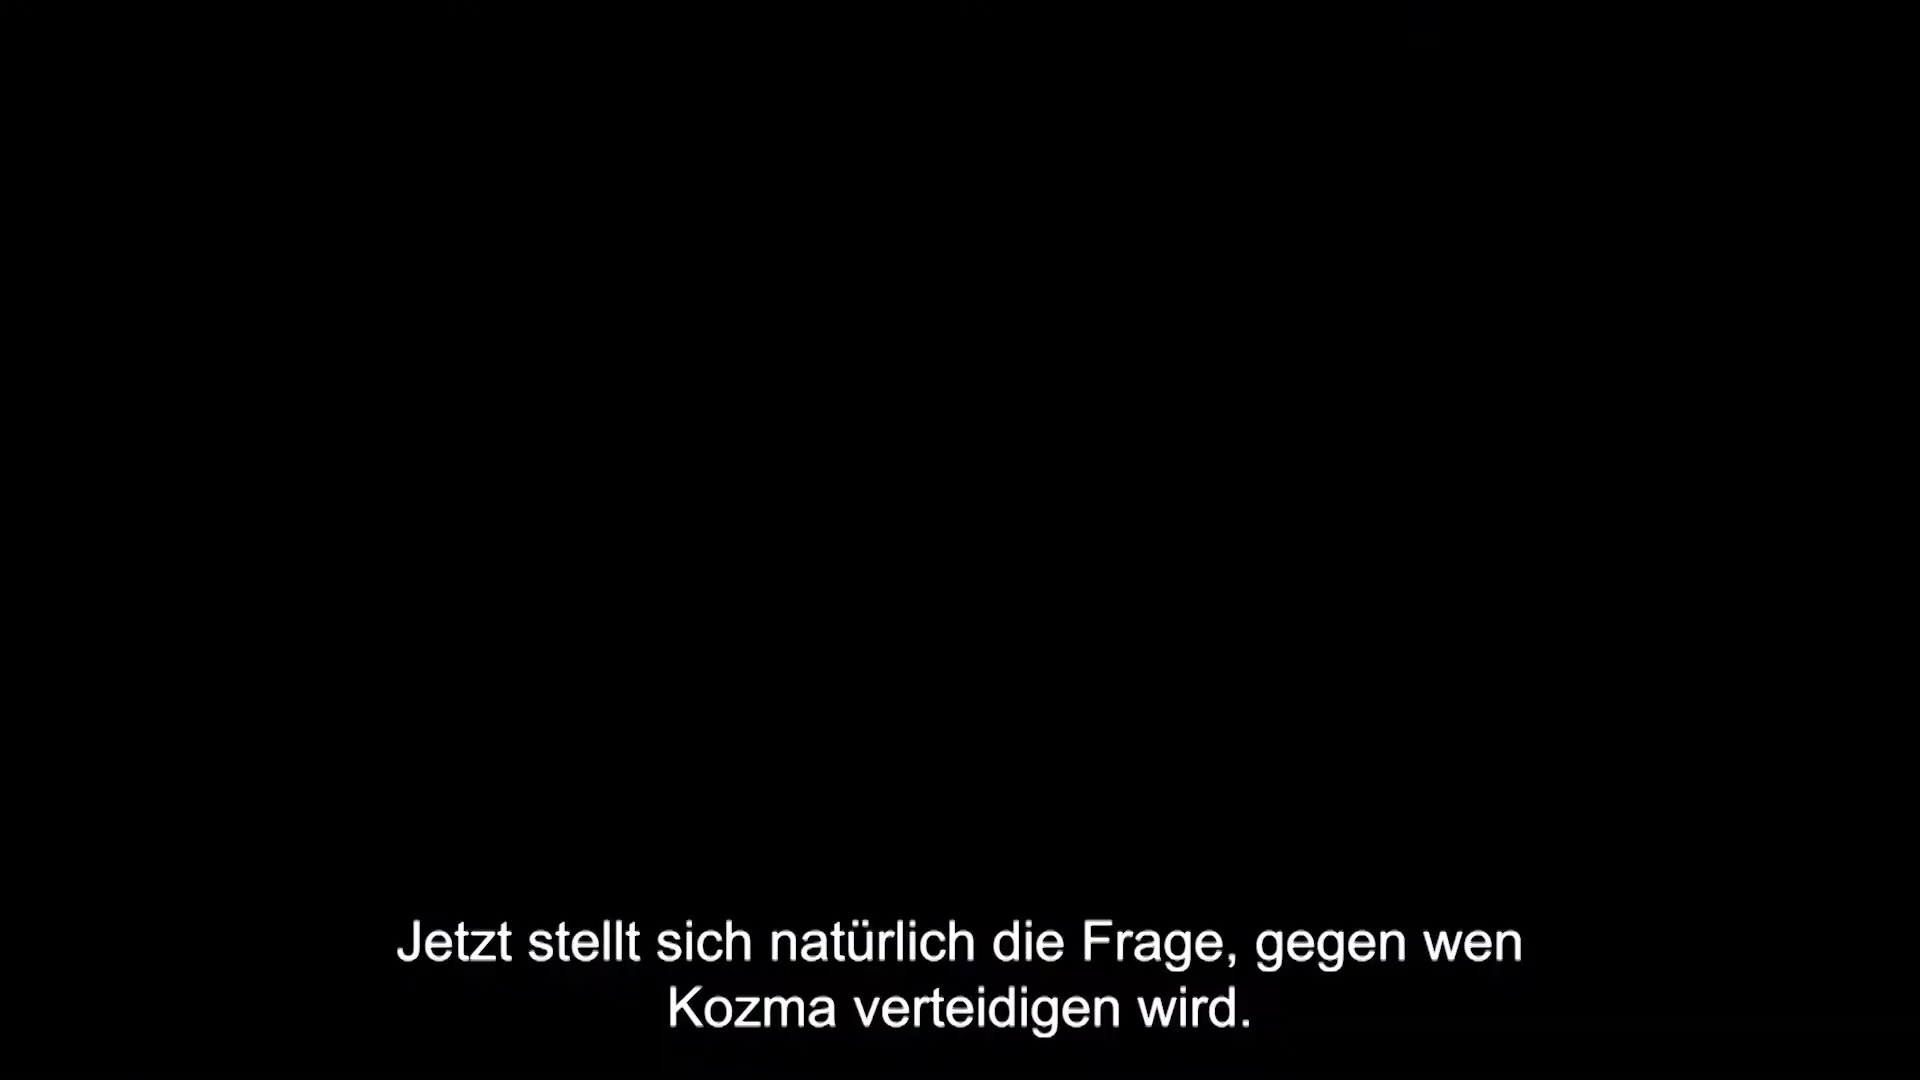 Jetzt stellt sich natürlich die Frage, gegen wen
Kozma verteidigen wird.